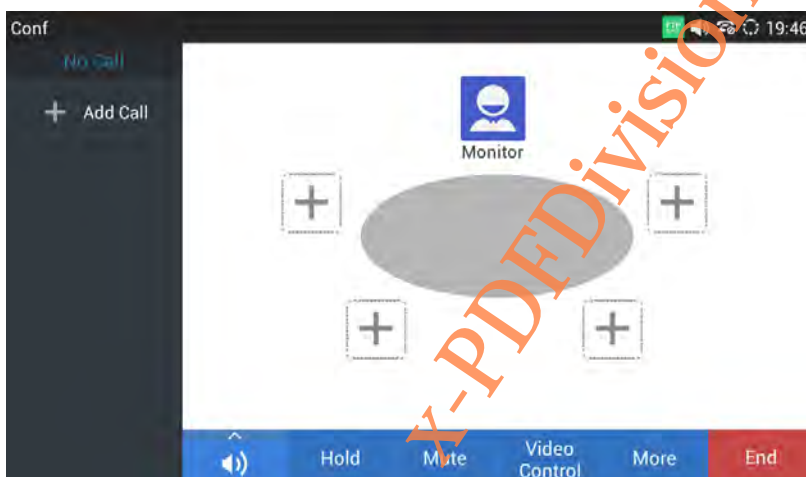 Conf
19:46
No Call
Add Call
Monitor
Hold
Mute
Video
Control
More
End
x-PDFDivision